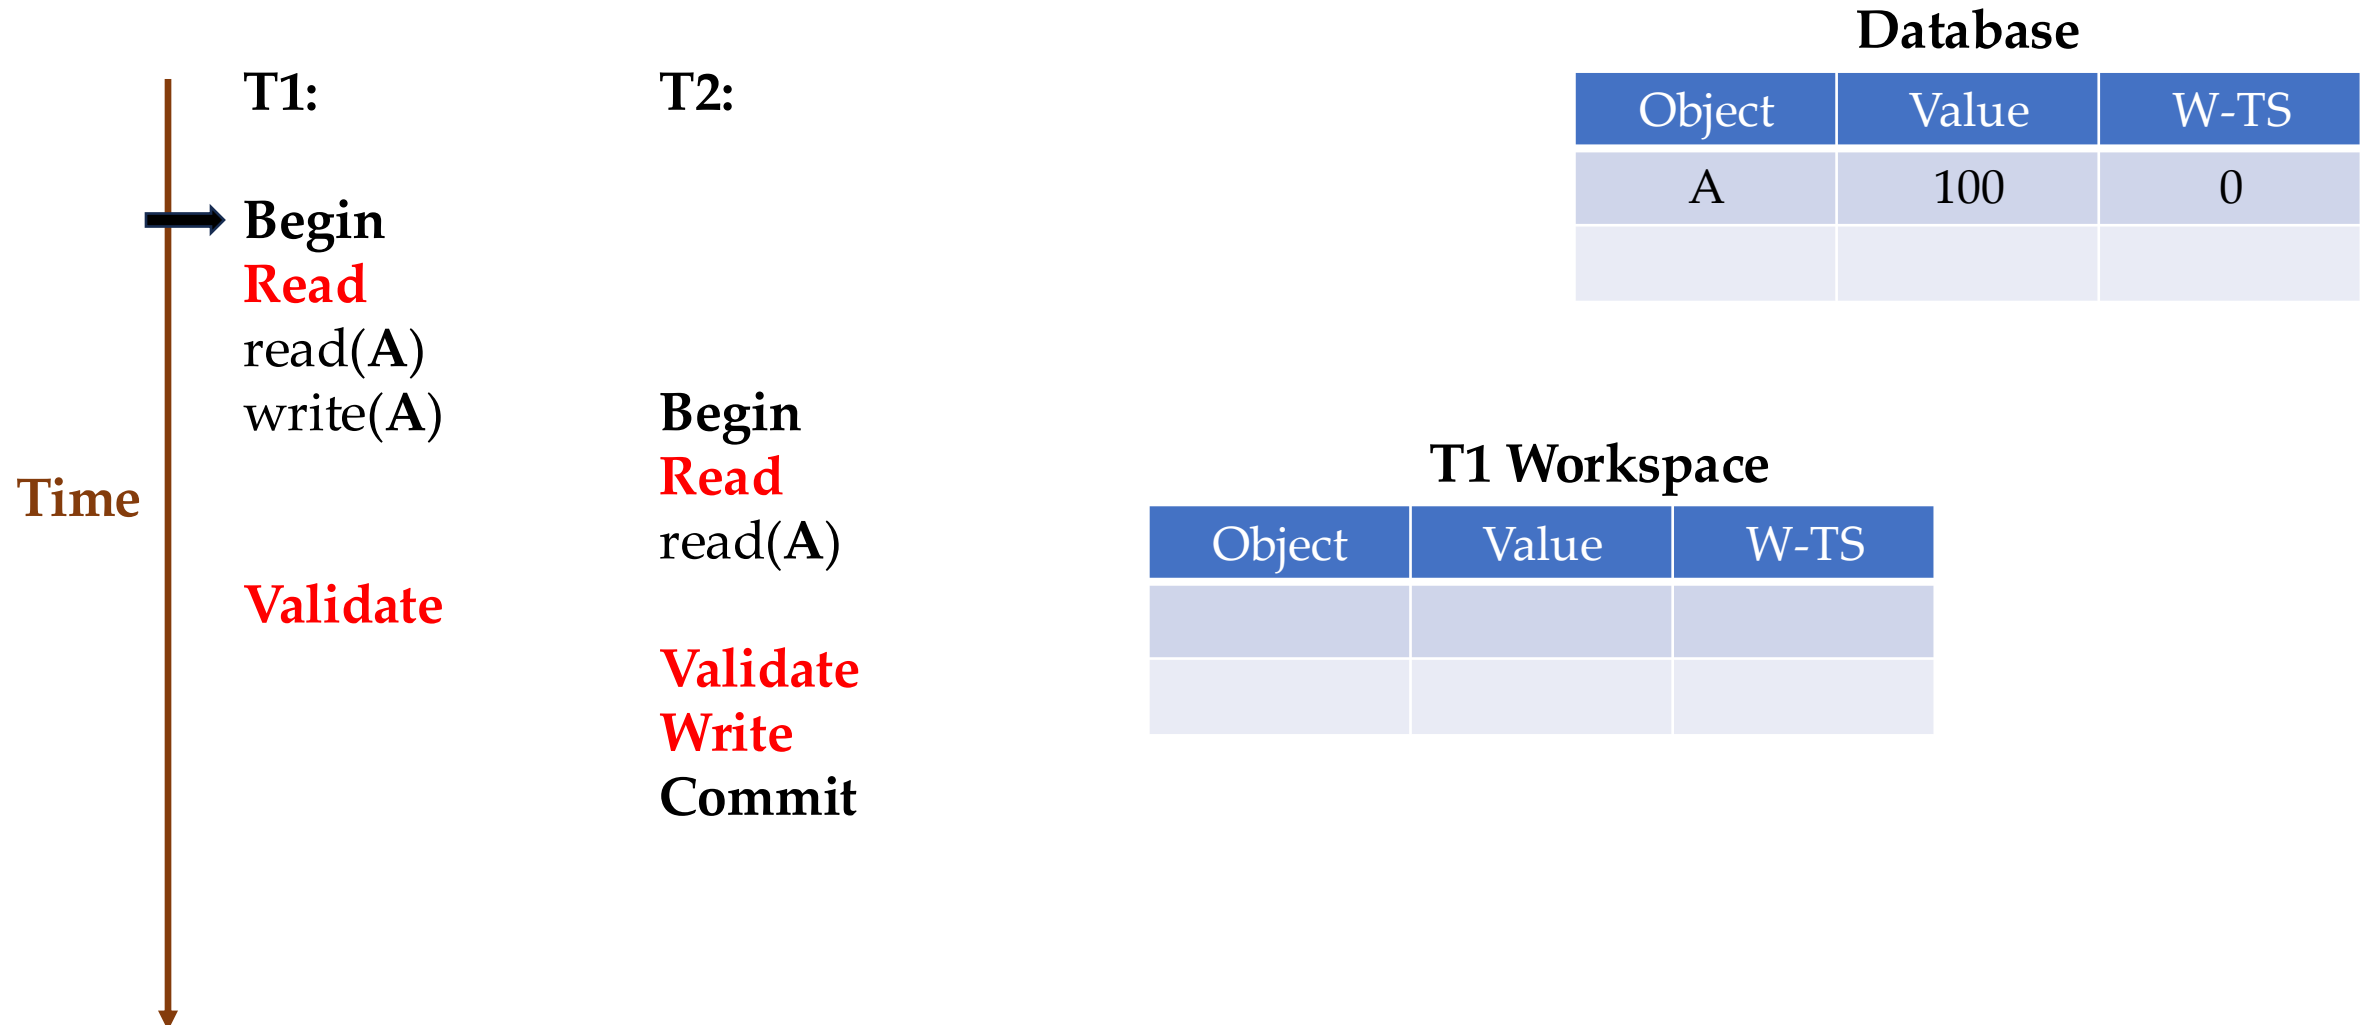 Database
T1: T2:
Object Value W-TS
A 100 0
Begin
Read
read(A)
write(A) Begin
T1 Workspace
Time Read
read(A) Object Value W-TS
Validate
Validate
Write
Commit